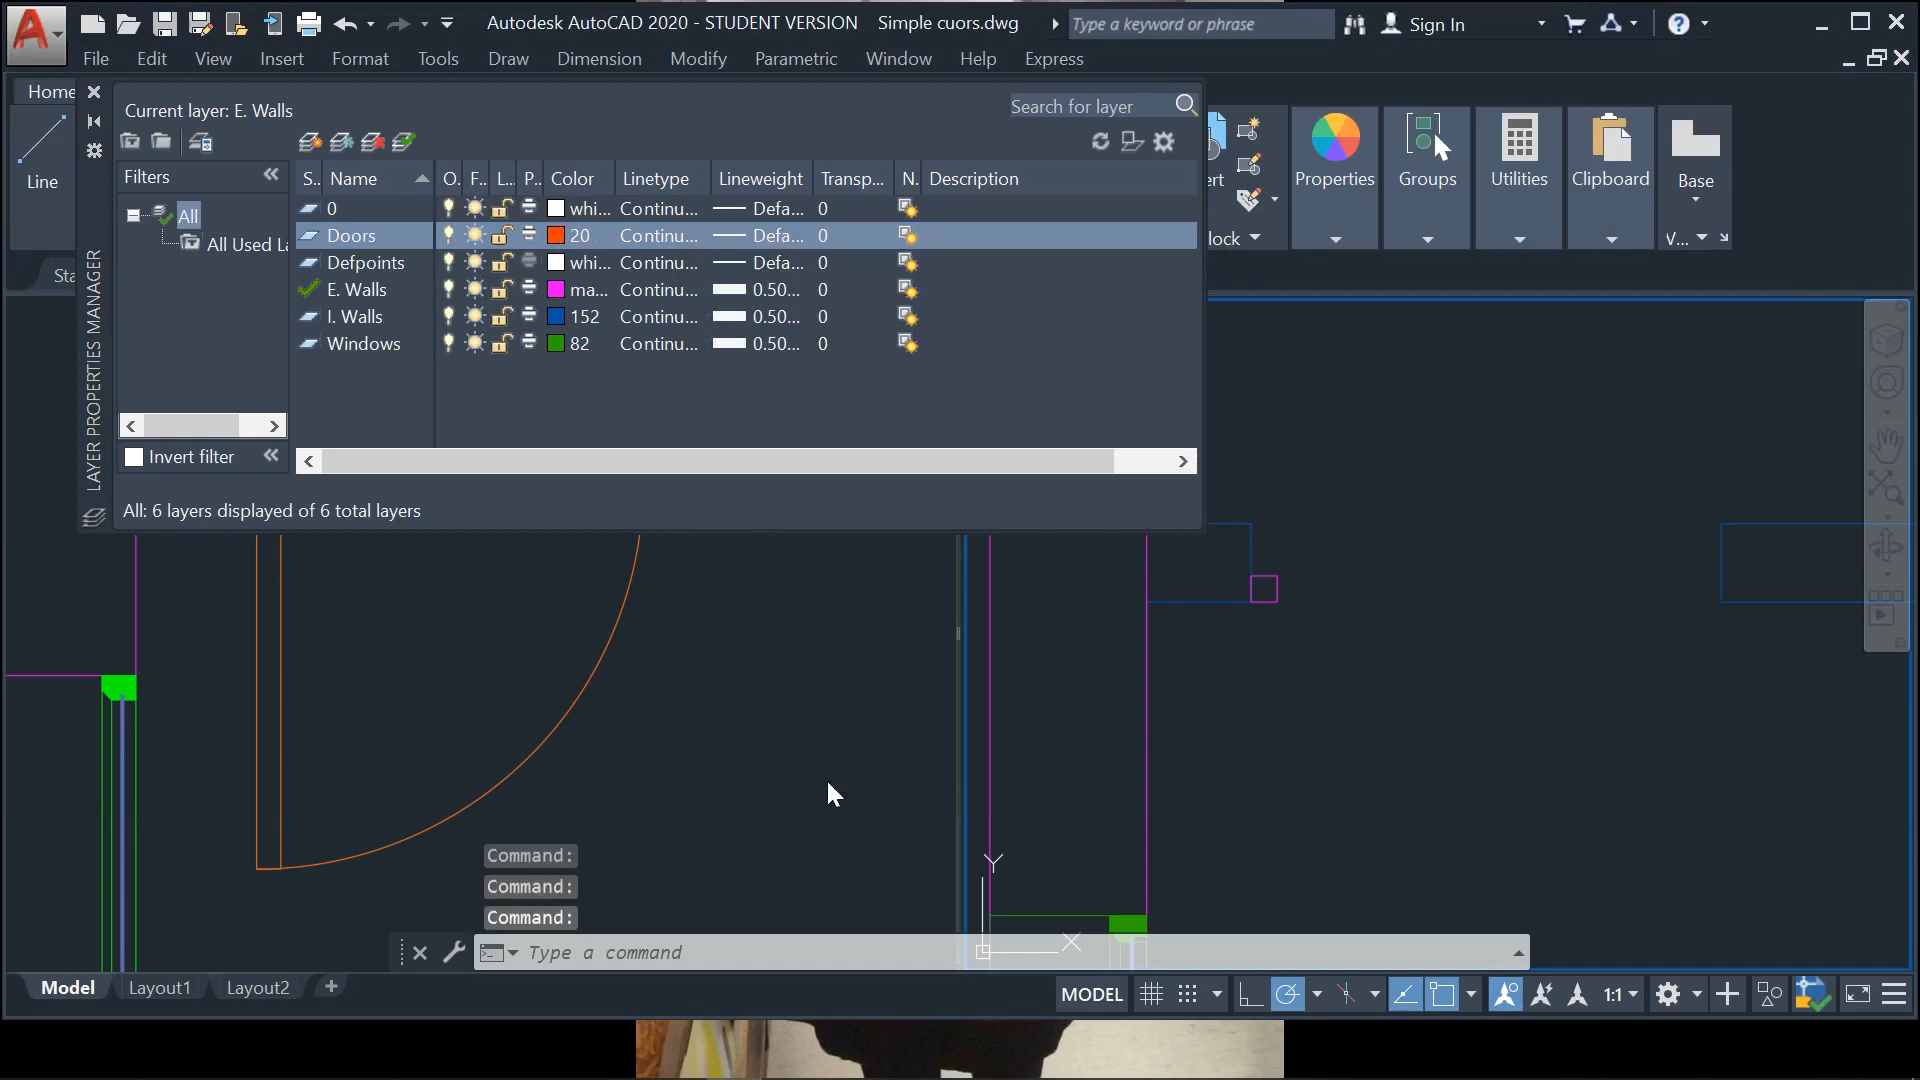 Autodesk AutoCAD 2020 - STUDENT VERSION Simple cuors.dwg Type a keyword or phrase Sign In
File Edit View Insert Format Tools Draw Dimension Modify Parametric Window Help Express
Home
Line
Current layer: E. Walls
Search for layer
Filters
All
All Used La
S.. Name O. F.. L... P.. Color Linetype Lineweight Transp... N. Description
0 whi... Continu... Defa... 0
Doors 20 Continu... Defa... 0
Defpoints whi... Continu... Defa... 0
E. Walls ma... Continu... 0.50... 0
I. Walls 152 Continu... 0.50... 0
Windows 82 Continu... 0.50... 0
Invert filter
All: 6 layers displayed of 6 total layers
LAYER PROPERTIES MANAGER
Sta
ert
lock
Properties Groups Utilities Clipboard Base
V...
Y
X
Command:
Command:
Command:
Type a command
Model Layout1 Layout2 +
MODEL 1:1